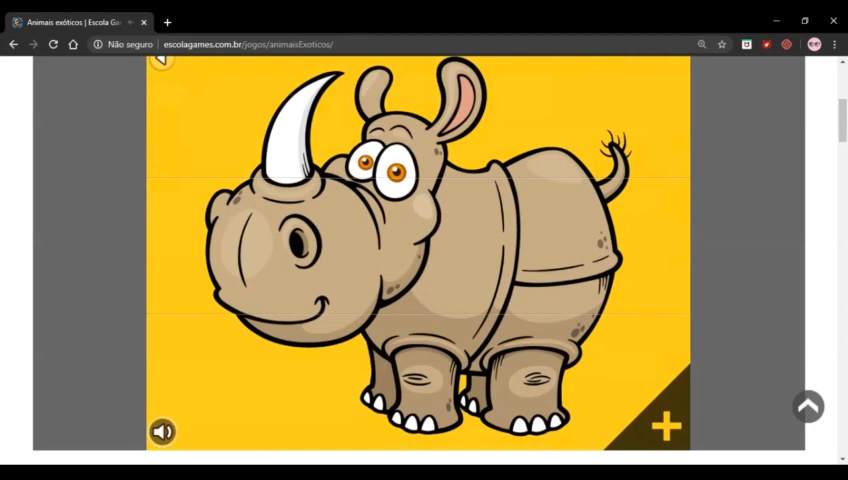 Animais exóticos | Escola Ga
Não seguro | escolagames.com.br/jogos/animaisExoticos/